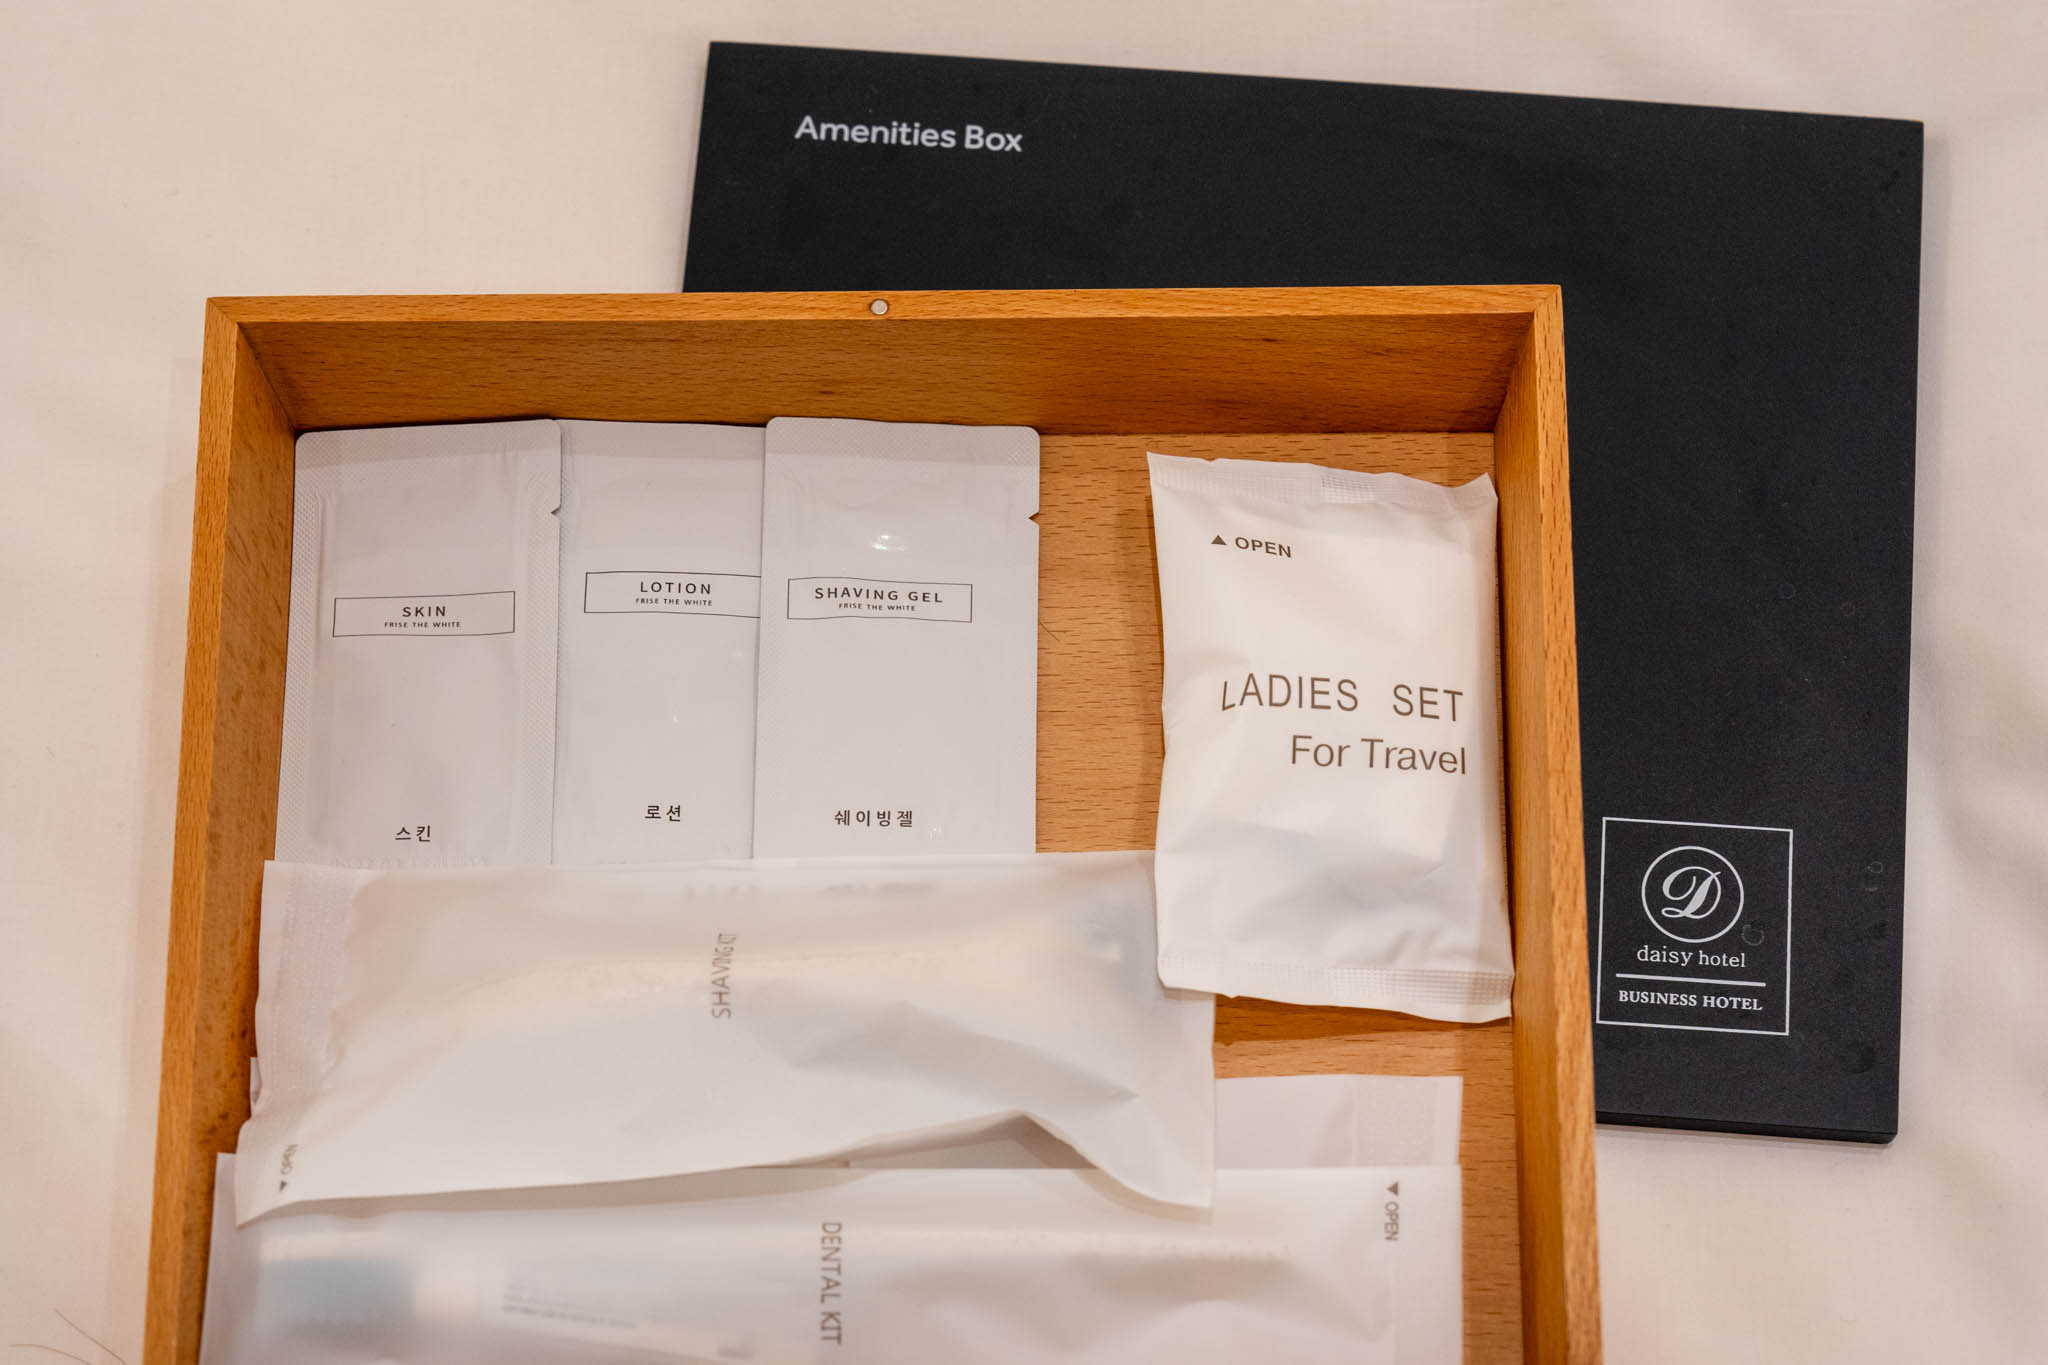 Amenities Box
SKIN
FRISE THE WHITE
스킨
LOTION
FRISE THE WHITE
로션
SHAVING GEL
FRISE THE WHITE
쉐이빙젤
▲ OPEN
LADIES SET
For Travel
D
daisy hotel
BUSINESS HOTEL
SHAVING KIT
▲ OPEN
DENTAL KIT
▲ OPEN